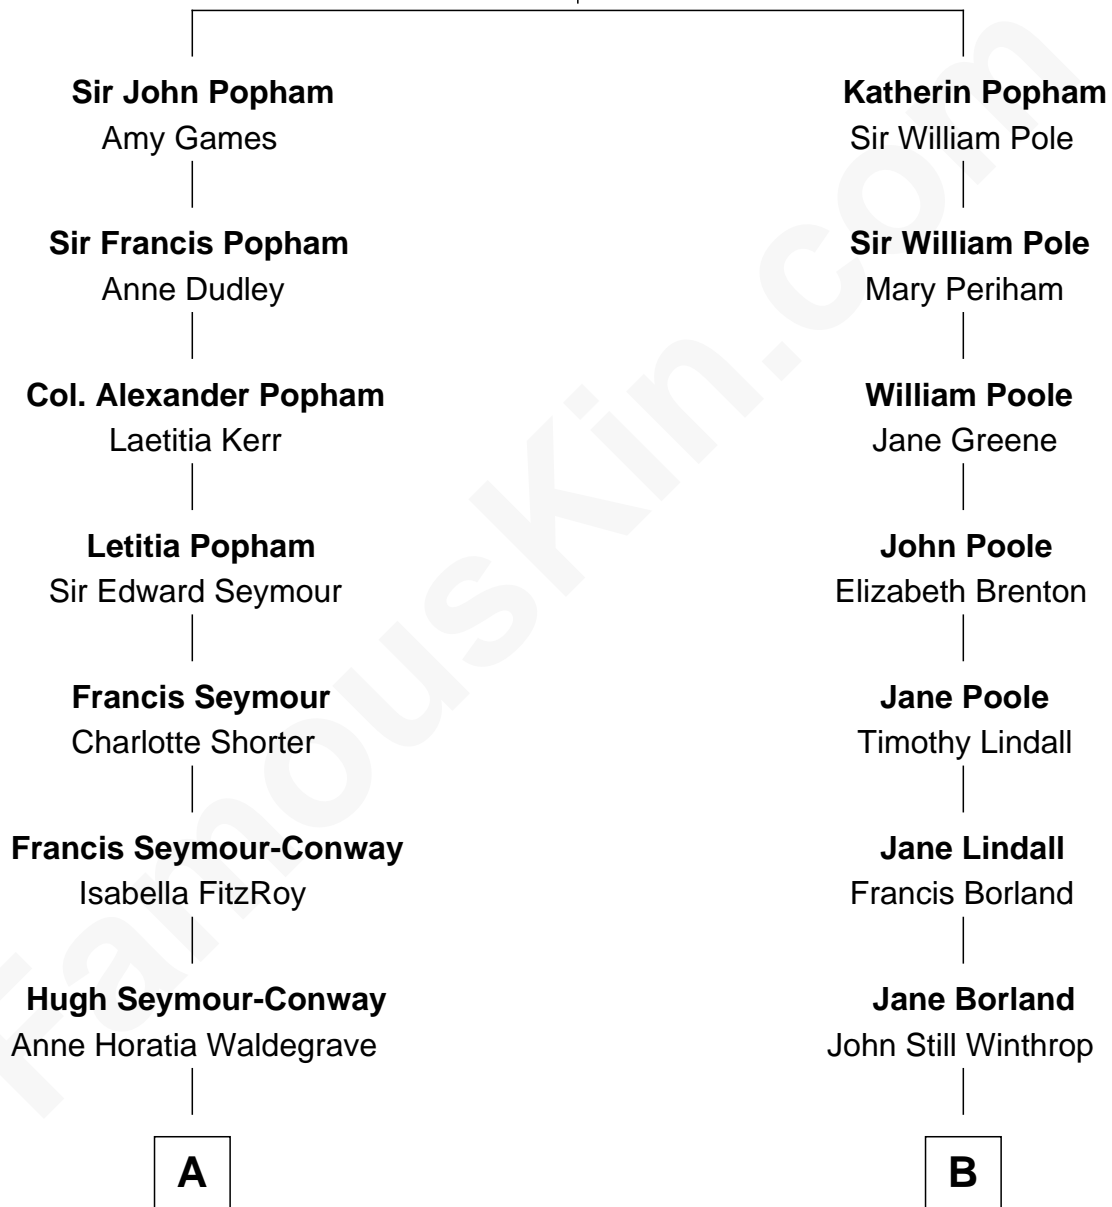 Sir John Popham
Amy Games
Sir Francis Popham
Anne Dudley
Col. Alexander Popham
Laetitia Kerr
Letitia Popham
Sir Edward Seymour
Francis Seymour
Charlotte Shorter
Francis Seymour-Conway
Isabella FitzRoy
Hugh Seymour-Conway
Anne Horatia Waldegrave
A
Katherin Popham
Sir William Pole
Sir William Pole
Mary Periham
William Poole
Jane Greene
John Poole
Elizabeth Brenton
Jane Poole
Timothy Lindall
Jane Lindall
Francis Borland
Jane Borland
John Still Winthrop
B
FamousKin.com